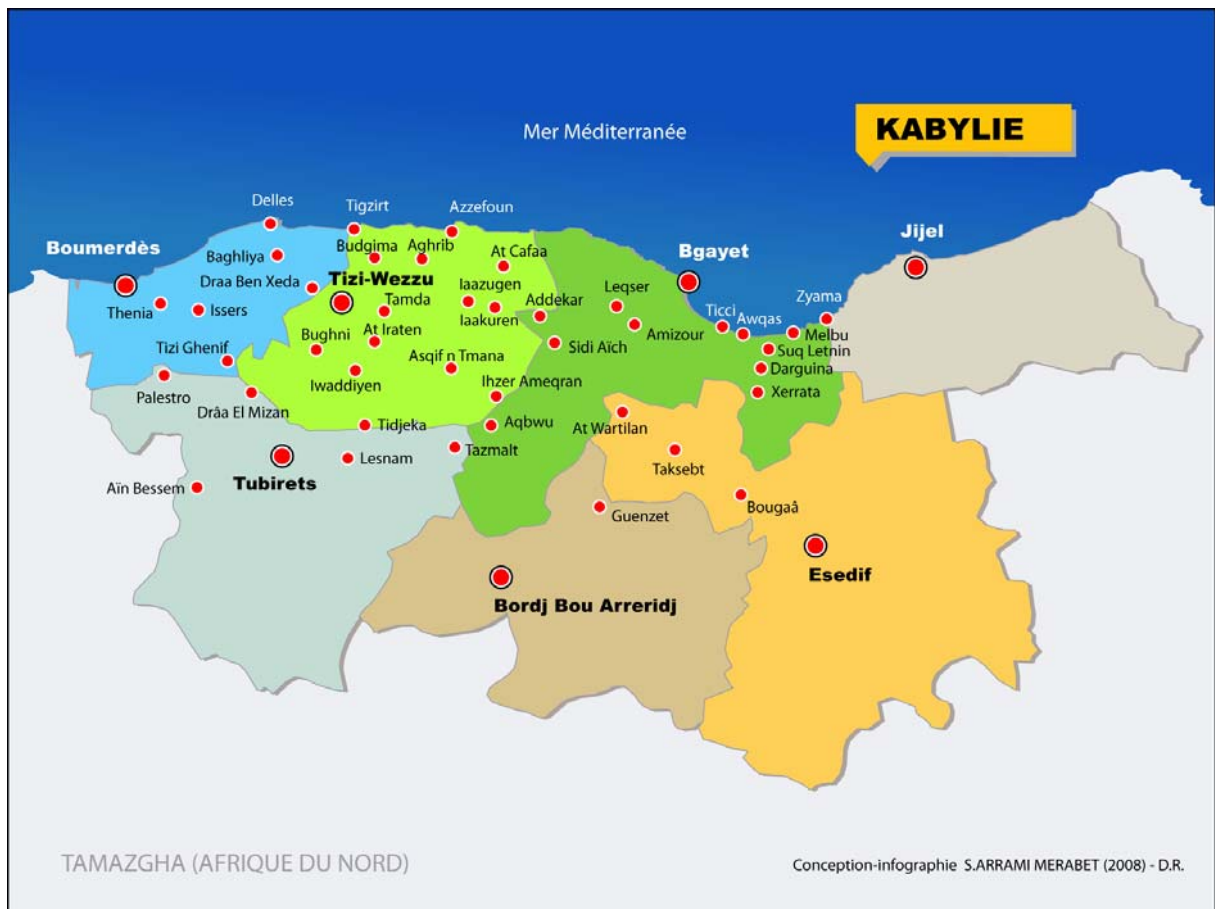 KABYLIE
Mer Méditerranée
Delles
Tigzirt
Azzefoun
Boumerdès
Baghliya
Budgima
Aghrib
At Cafaa
Bgayet
Jijel
Draa Ben Xeda
Tizi-Wezzu
Iaazugen
Leqser
Zyama
Thenia
Issers
Tamda
Iaakuren
Addekar
Ticci
Awqas
Amizour
Melbu
Bughni
At Iraten
Sidi Aïch
Suq Letnin
Tizi Ghenif
Asqif n Tmana
Darguina
Iwaddiyen
Ihzer Ameqran
Xerrata
Palestro
Drâa El Mizan
Tidjeka
Aqbwu
At Wartilan
Lesnam
Tazmalt
Taksebt
Tubirets
Aïn Bessem
Guenzet
Bougaâ
Esedif
Bordj Bou Arreridj
TAMAZGHA (AFRIQUE DU NORD)
Conception-infographie S.ARRAMI MERABET (2008) - D.R.